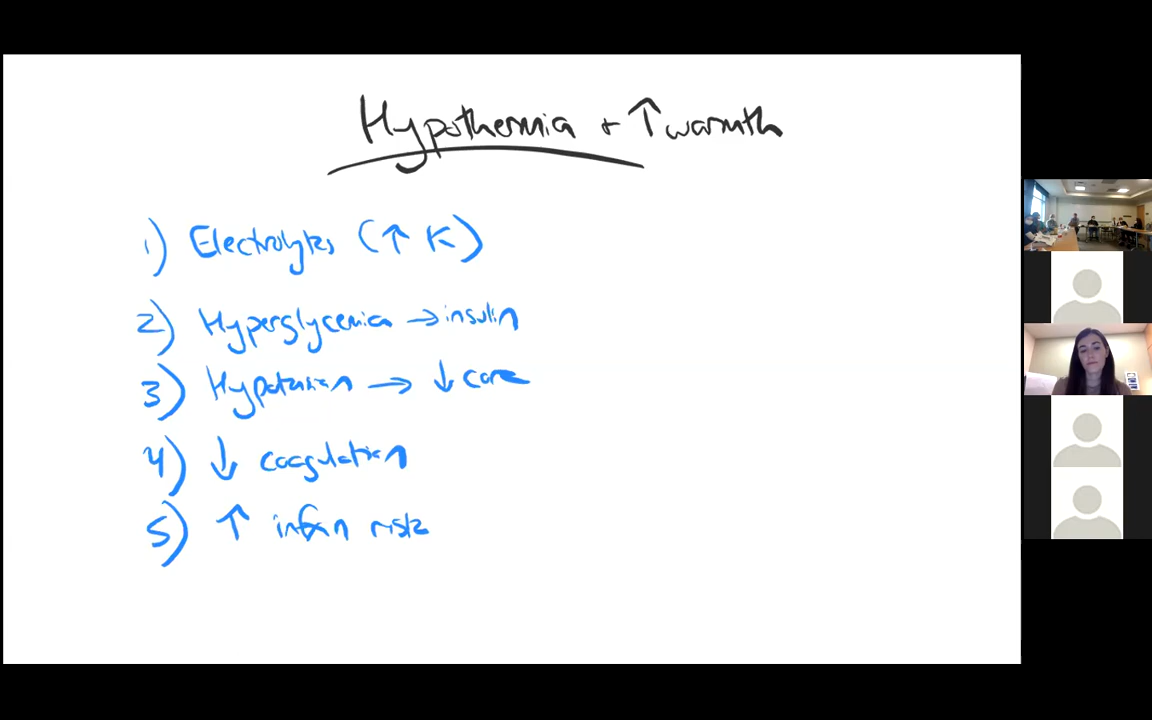 Hypothermia + ↑ warmth
1) Electrolytes (↑ K)
2) Hyperglycemia → insulin
3) Hypotension → ↓ core
4) ↓ coagulation
5) ↑ infxn risk